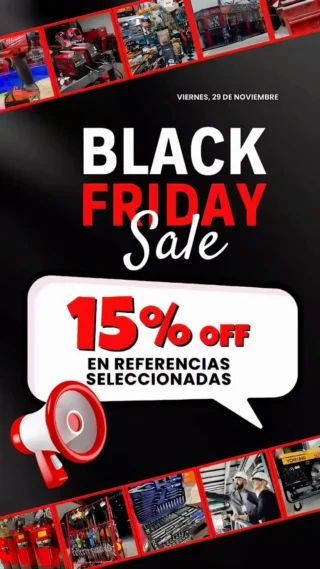 VIERNES, 29 DE NOVIEMBRE
BLACK
FRIDAY
Sale
15% OFF
EN REFERENCIAS
SELECCIONADAS